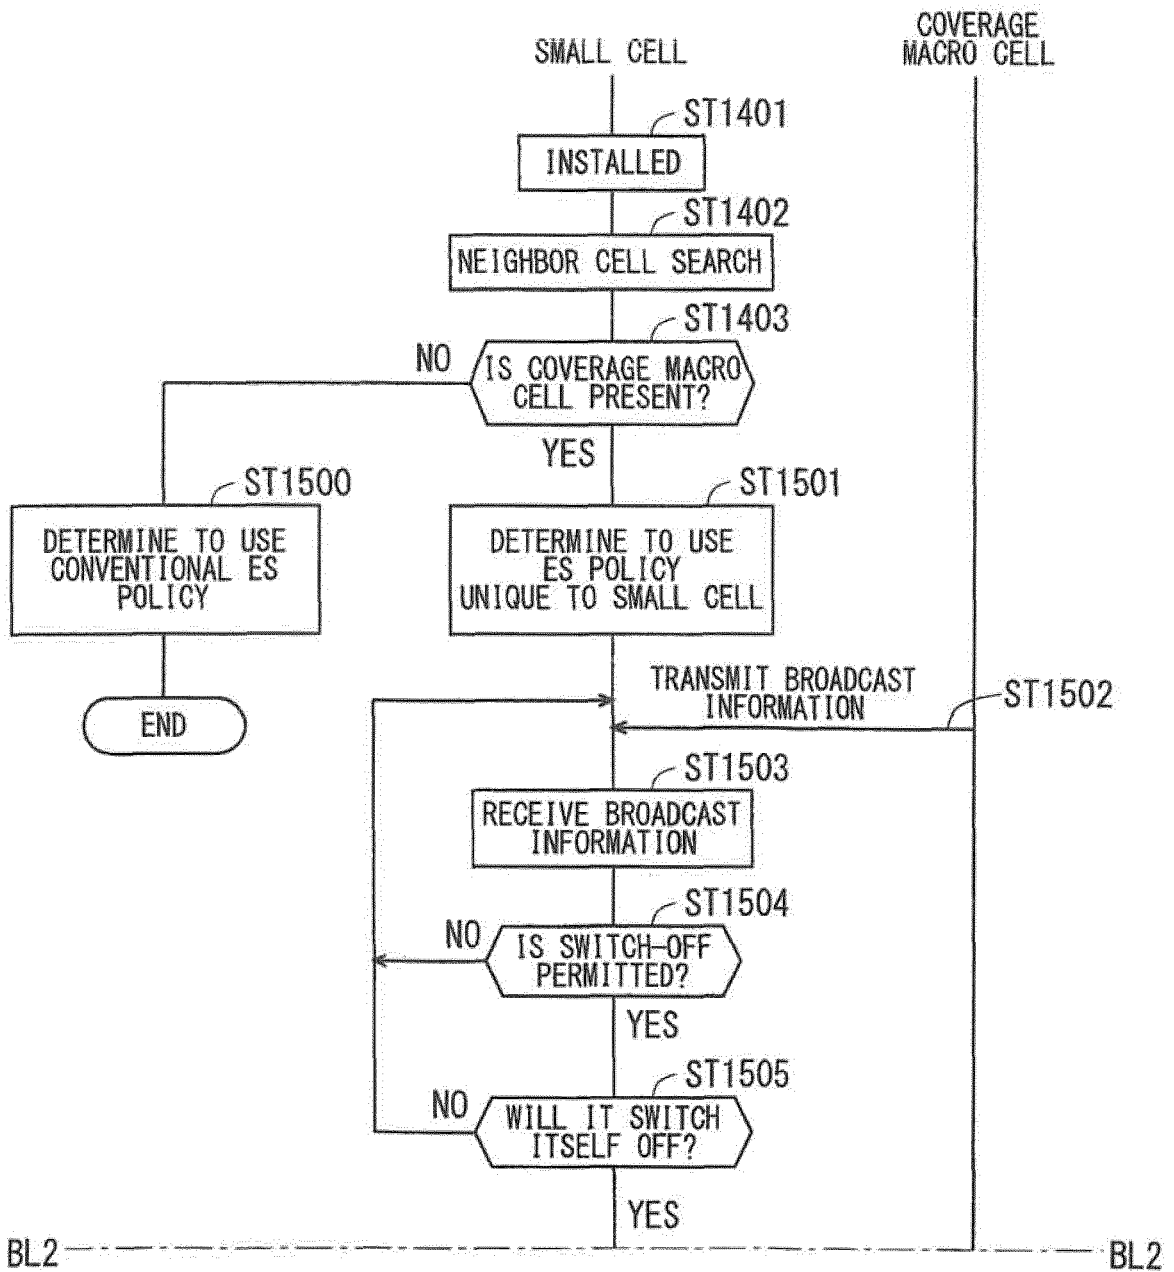 COVERAGE
MACRO CELL
SMALL CELL
ST1401
INSTALLED
ST1402
NEIGHBOR CELL SEARCH
ST1403
NO
IS COVERAGE MACRO
CELL PRESENT?
YES
ST1500
ST1501
DETERMINE TO USE
CONVENTIONAL ES
POLICY
DETERMINE TO USE
ES POLICY
UNIQUE TO SMALL CELL
END
TRANSMIT BROADCAST
INFORMATION
ST1502
ST1503
RECEIVE BROADCAST
INFORMATION
ST1504
NO
IS SWITCH-OFF
PERMITTED?
YES
ST1505
NO
WILL IT SWITCH
ITSELF OFF?
YES
BL2
BL2